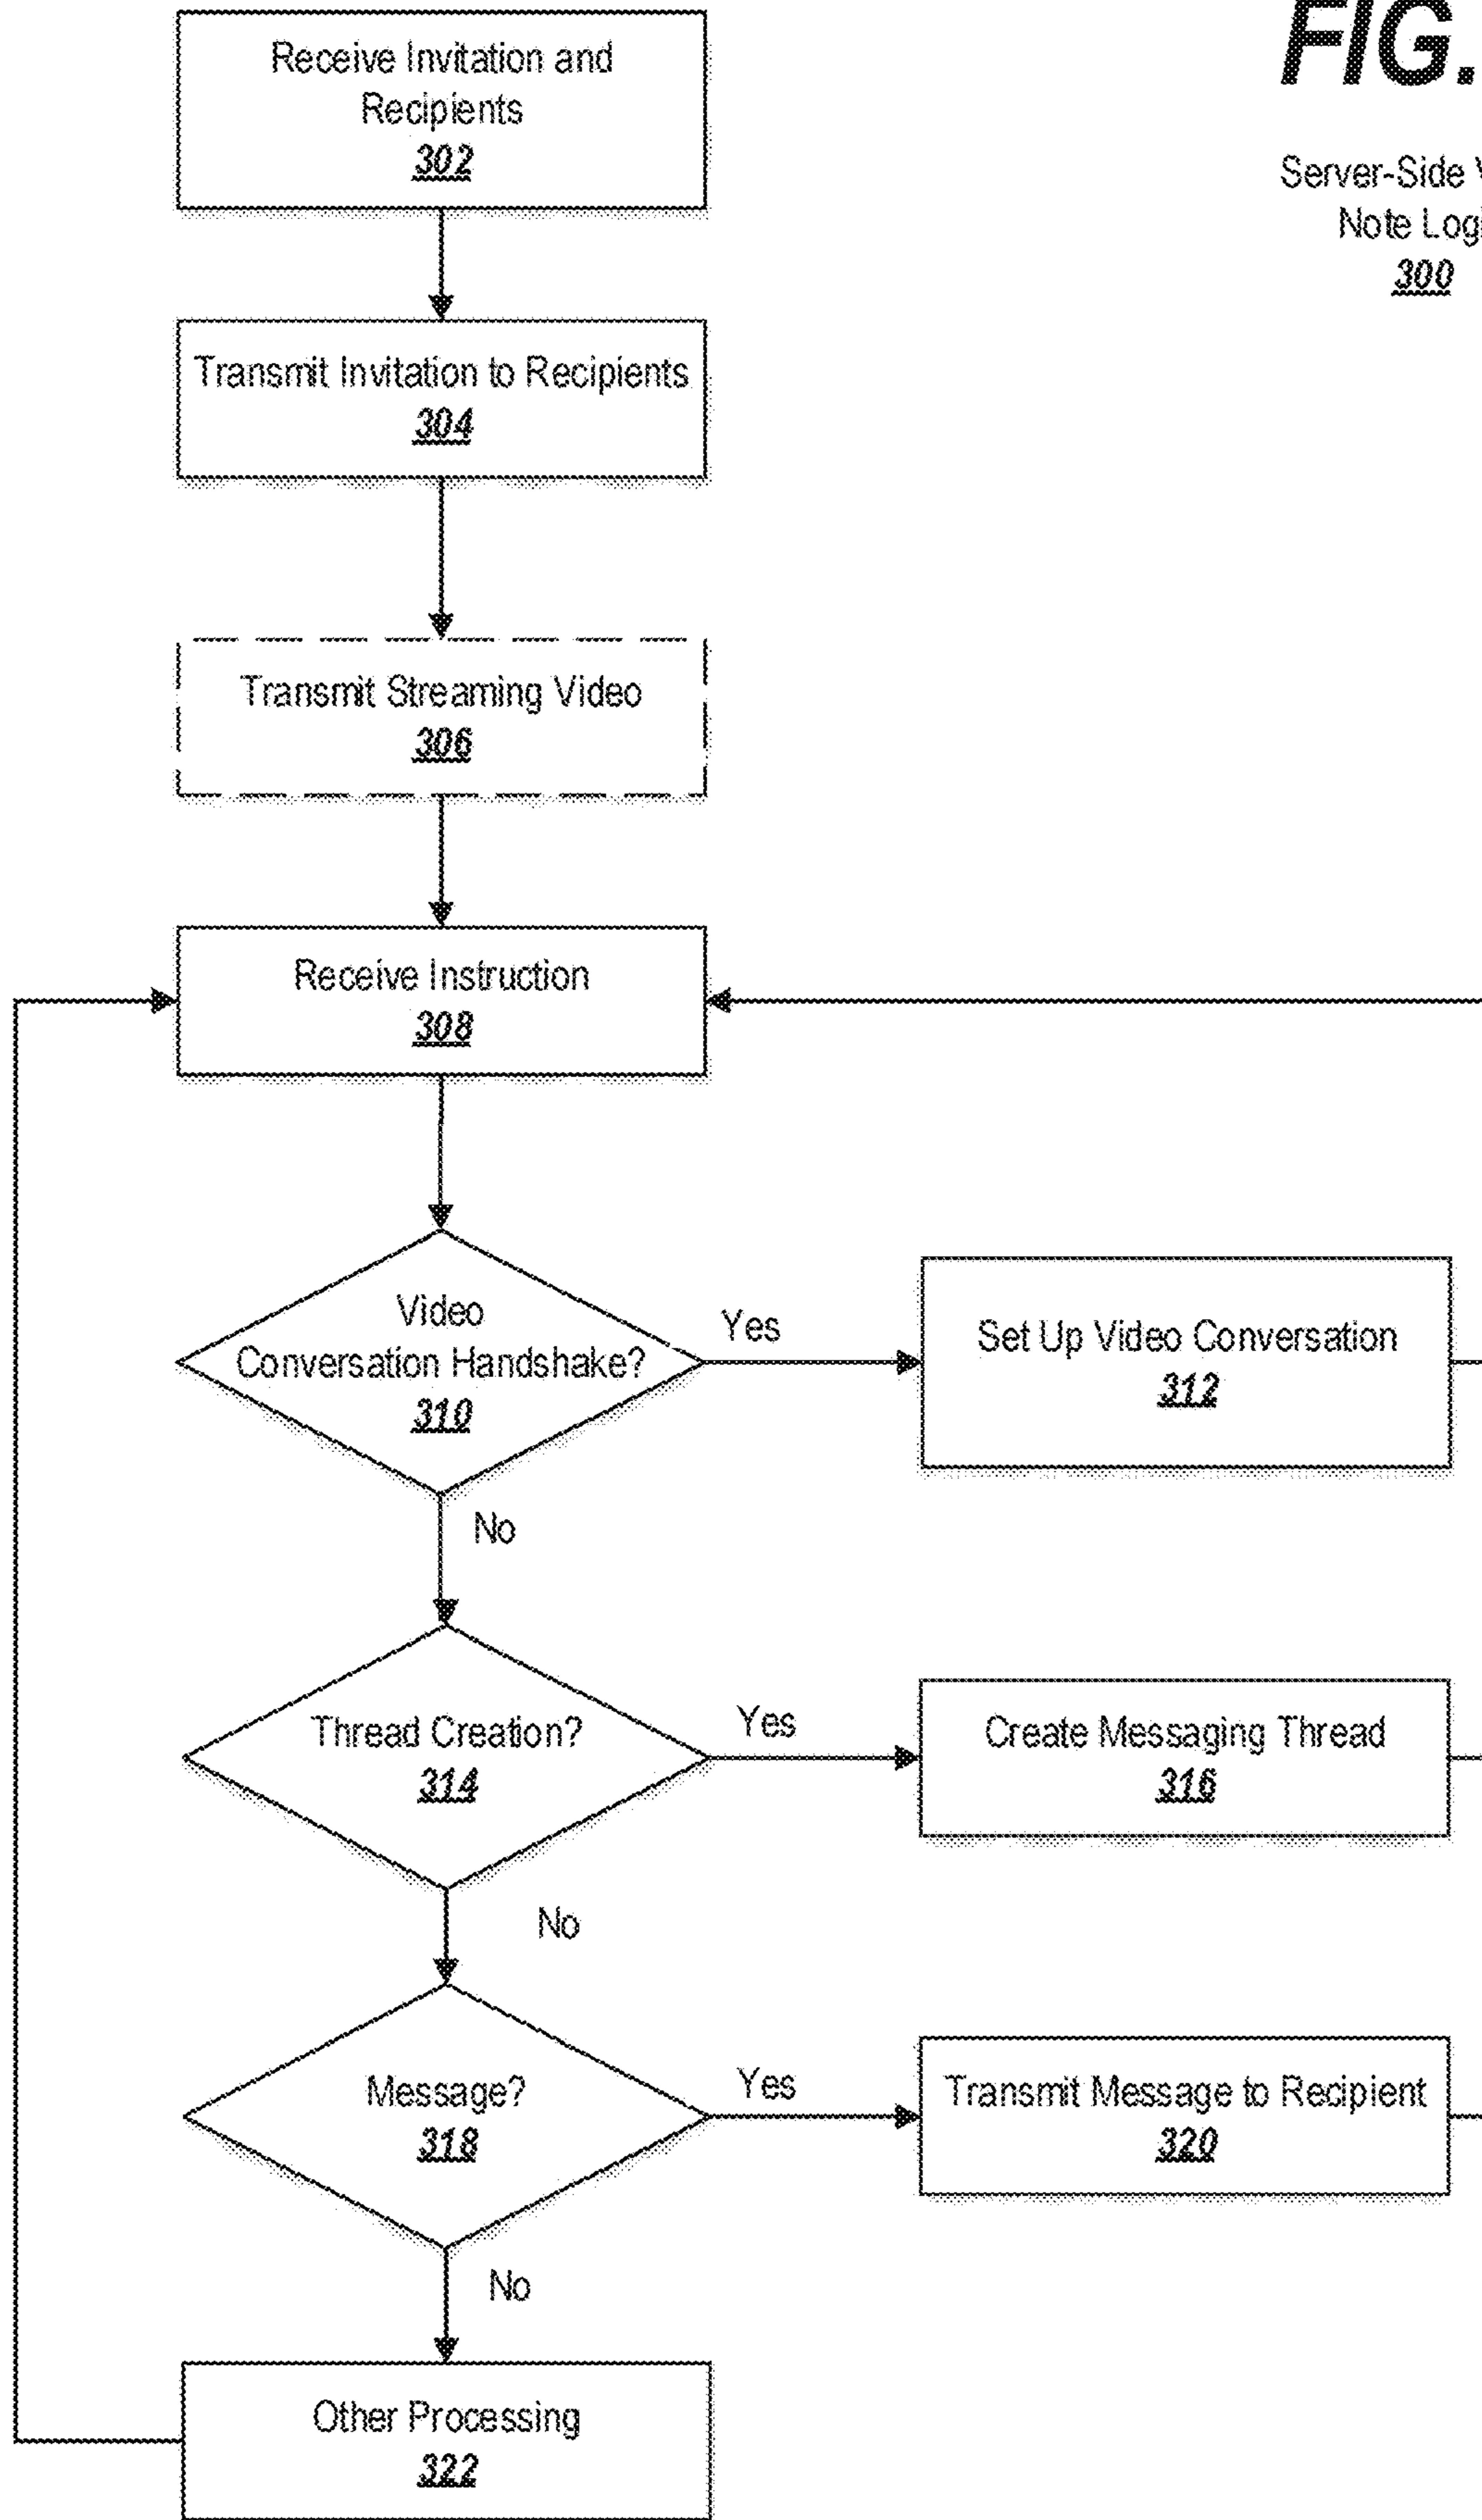 FIG.
Receive Invitation and
Recipients
302
Server-Side
Note
300
Transmit Invitation to Recipients
304
Transmit Streaming Video
306
Receive Instruction
308
Video
Conversation Handshake?
310
Yes
Set Up Video Conversation
312
No
Thread Creation?
314
Yes
Create Messaging Thread
316
No
Message?
318
Yes
Transmit Message to Recipient
320
No
Other Processing
322